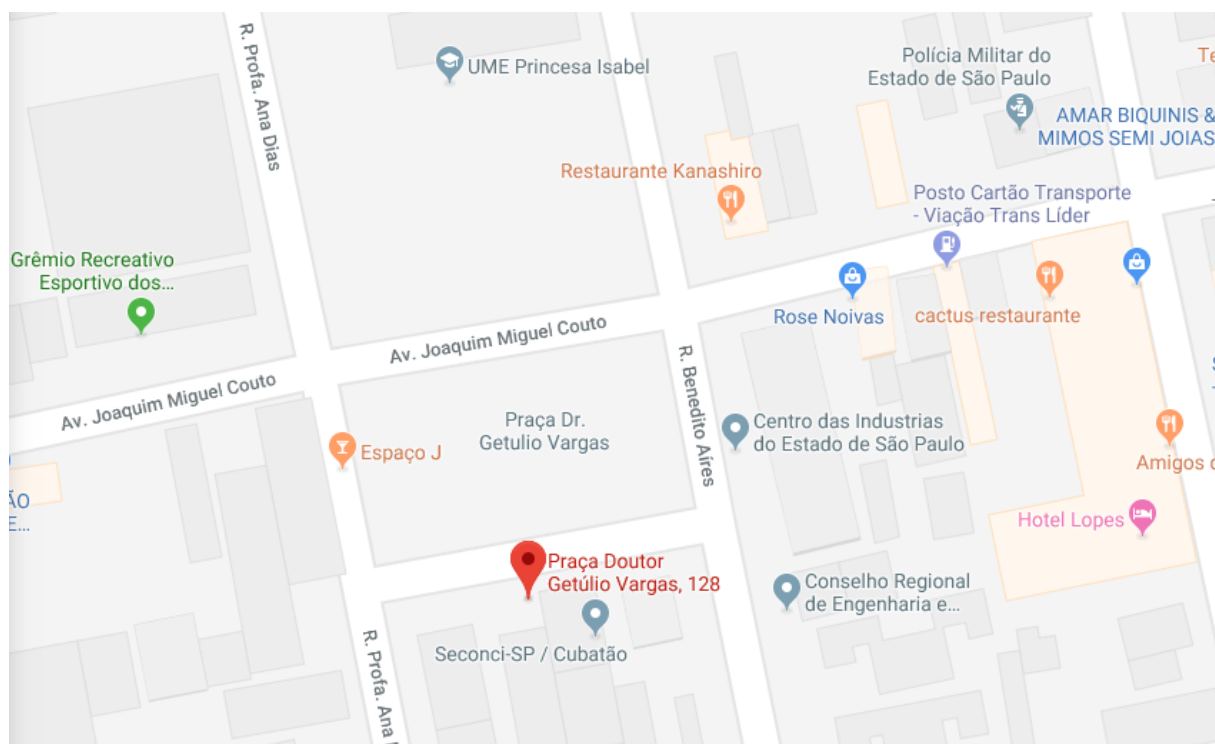 R. Profa. Ana Dias
UME Princesa Isabel
Polícia Militar do
Estado de São Paulo
AMAR BIQUINIS &
MIMOS SEMI JOIAS
Restaurante Kanashiro
Posto Cartão Transporte
- Viação Trans Líder
Grêmio Recreativo
Esportivo dos...
Rose Noivas
cactus restaurante
Av. Joaquim Miguel Couto
Av. Joaquim Miguel Couto
R. Benedito Aires
Praça Dr.
Getulio Vargas
Centro das Industrias
do Estado de São Paulo
Espaço J
Amigos
Hotel Lopes
Praça Doutor
Getúlio Vargas, 128
Conselho Regional
de Engenharia e...
Seconci-SP / Cubatão
R. Profa. Ana